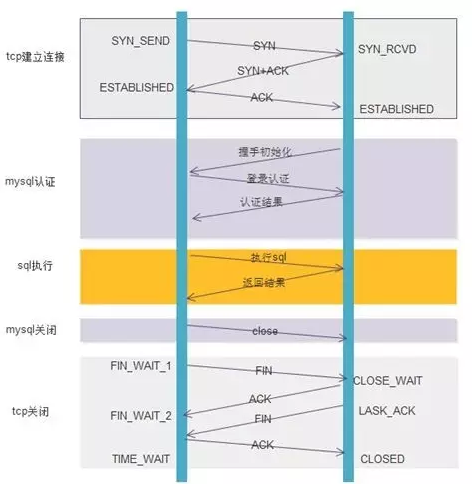 SYN_SEND
SYN
SYN_RCVD
tcp建立连接
SYN+ACK
ESTABLISHED
ACK
ESTABLISHED
握手初始化
mysql认证
登录认证
认证结果
执行sql
sql执行
返回结果
mysql关闭
close
FIN_WAIT_1
FIN
CLOSE_WAIT
ACK
tcp关闭
FIN_WAIT_2
FIN
LASK_ACK
ACK
TIME_WAIT
CLOSED